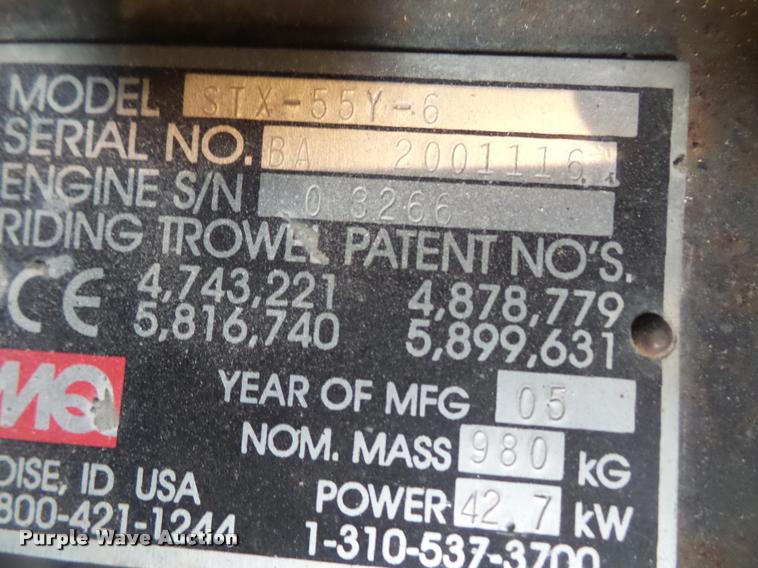 MODEL STX-55Y-6
SERIAL NO. BA 2001116
ENGINE S/N 0 3266
RIDING TROWEL PATENT NO'S.
CE 4,743,221 4,878,779
5,816,740 5,899,631
MQ
YEAR OF MFG 05
NOM. MASS 980 KG
OISE, ID USA
POWER 42.7 kW
800-421-1244
1-310-537-3700
Purple Wave Auction